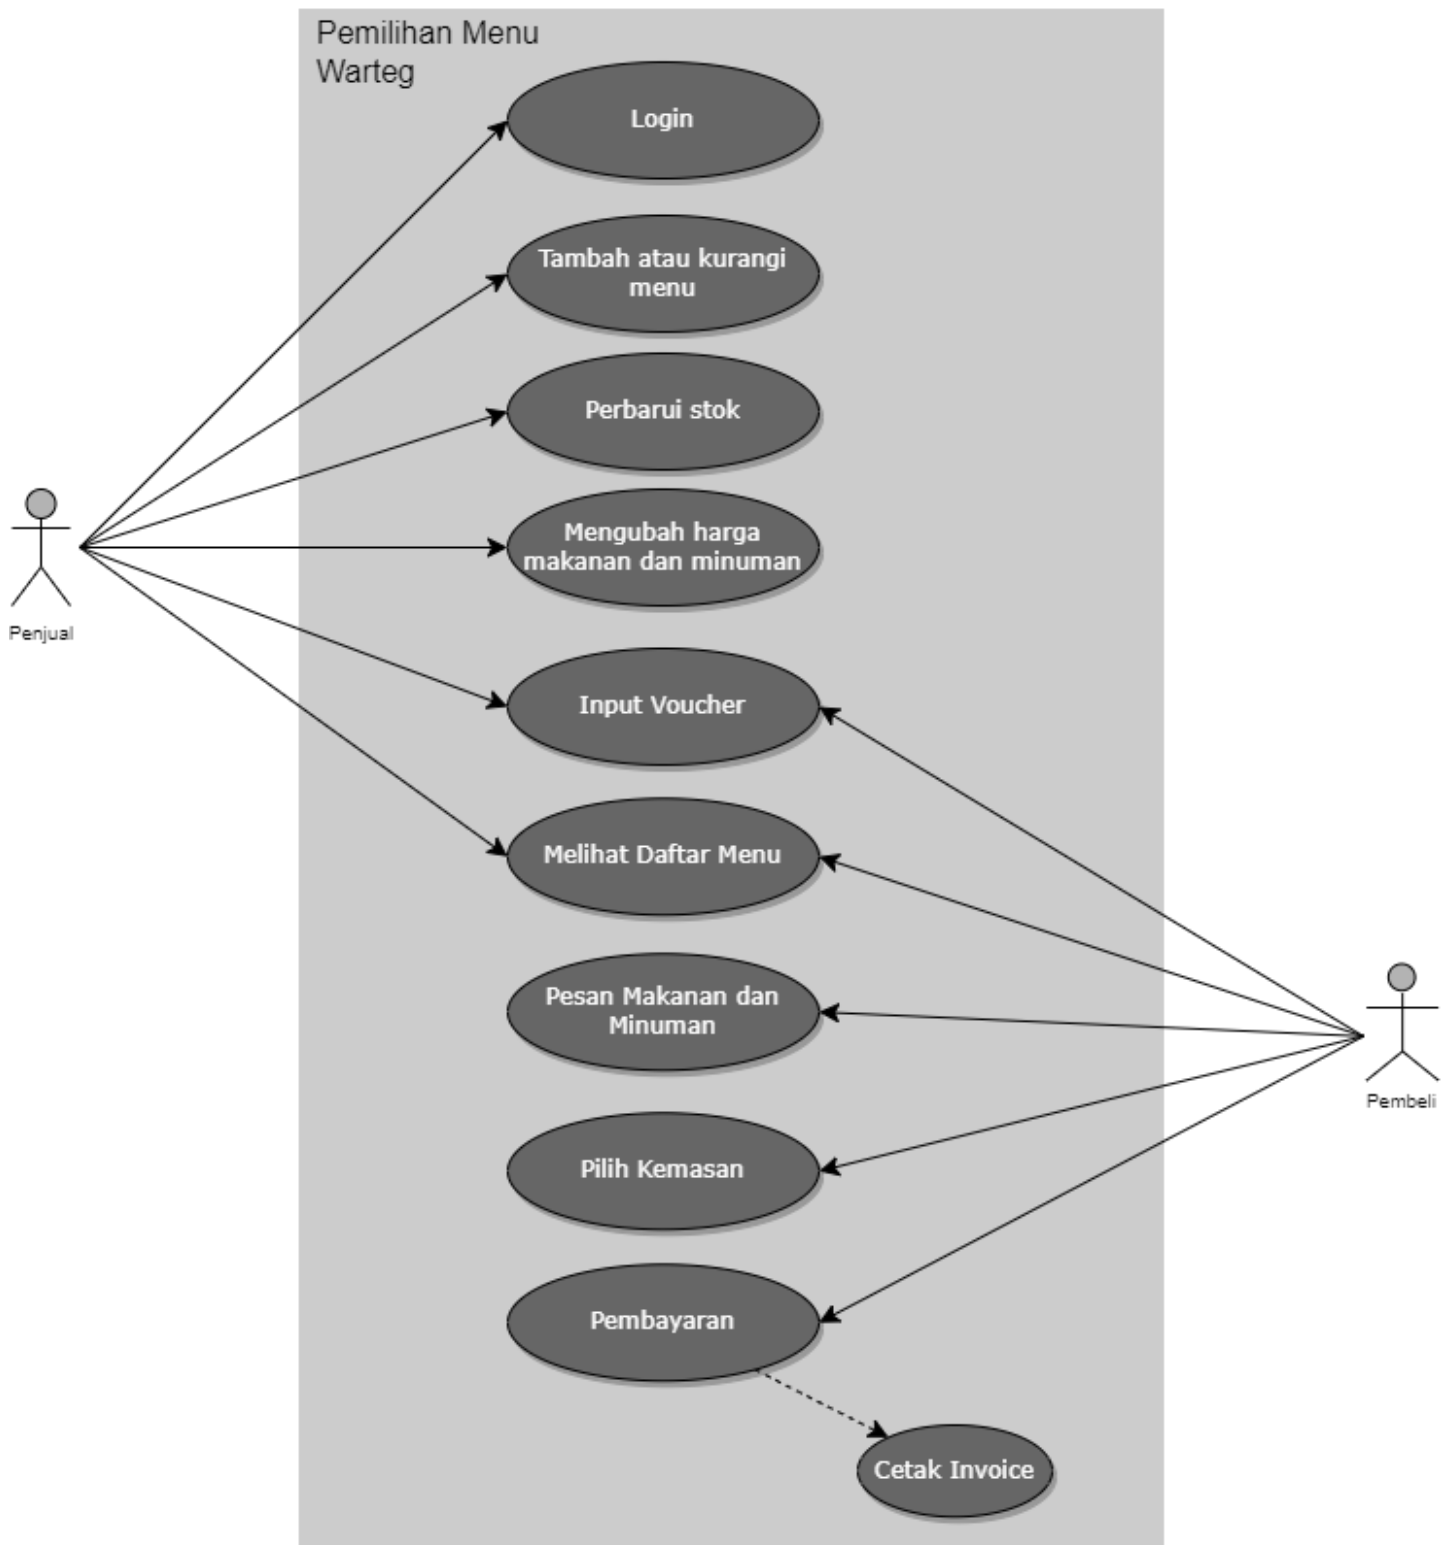 Pemilihan Menu
Warteg
Login
Tambah atau kurangi
menu
Perbarui stok
Mengubah harga
makanan dan minuman
Penjual
Input Voucher
Melihat Daftar Menu
Pesan Makanan dan
Minuman
Pembeli
Pilih Kemasan
Pembayaran
Cetak Invoice